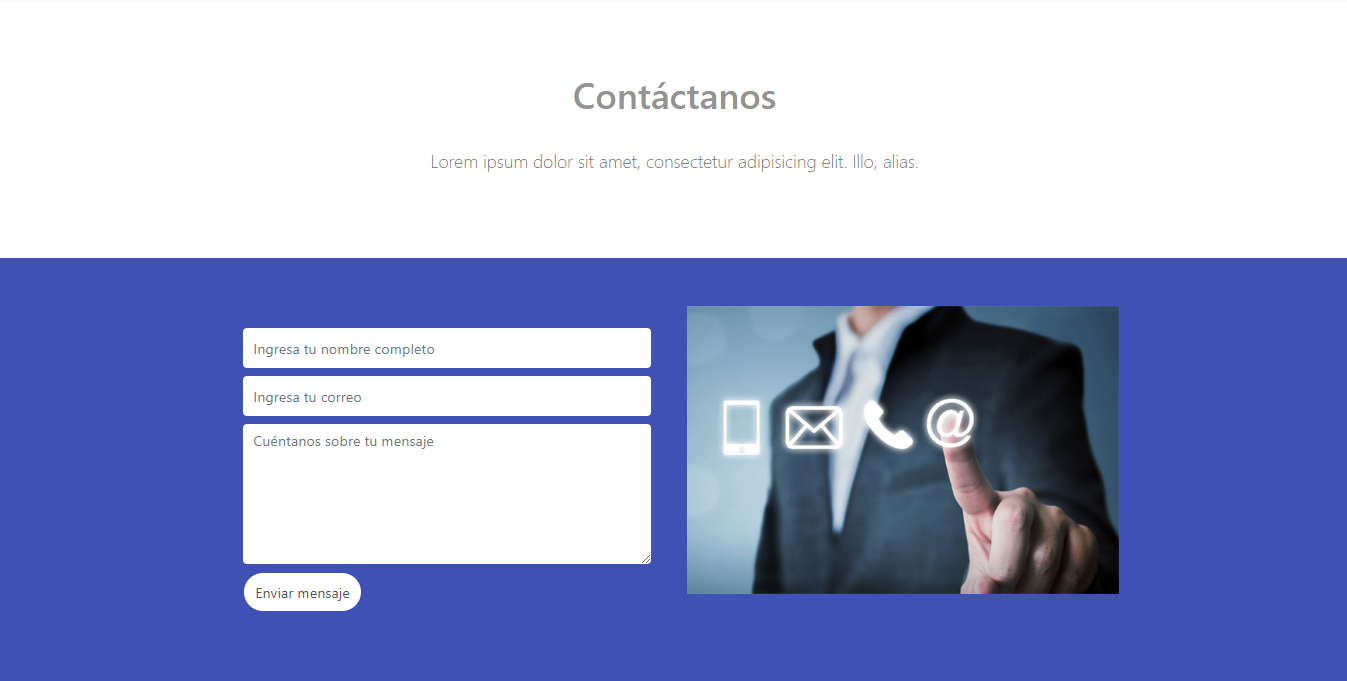 Contáctanos
Lorem ipsum dolor sit amet, consectetur adipisicing elit. Illo, alias.
Ingresa tu nombre completo
Ingresa tu correo
Cuéntanos sobre tu mensaje
Enviar mensaje
@